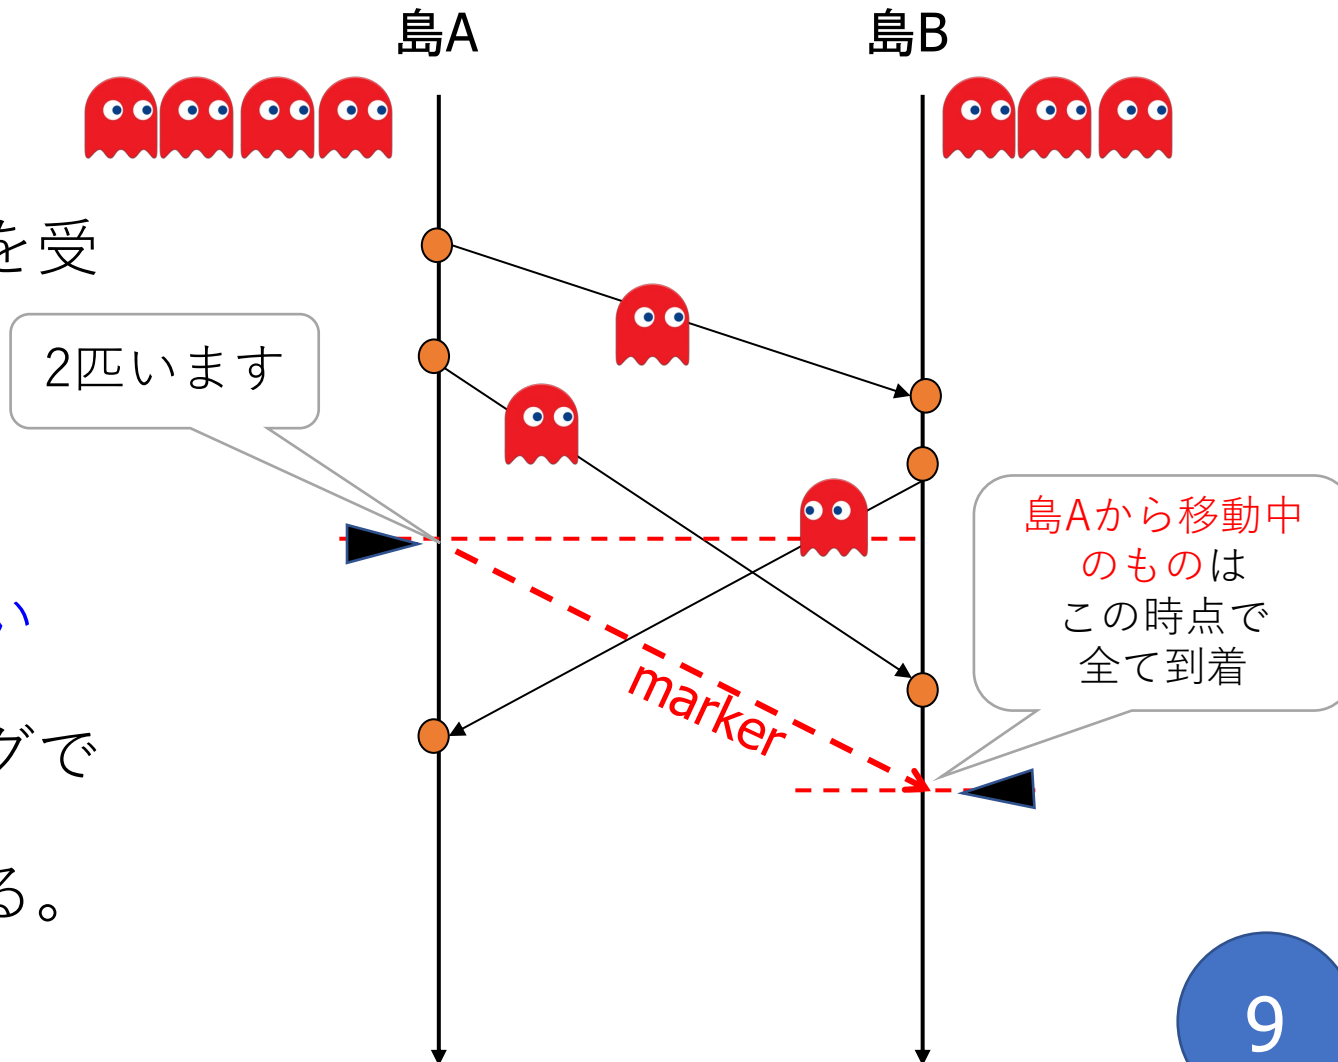 島A
島B
を受
2匹います
島Aから移動中
のものは
この時点で
全て到着
い
marker
グで
る。
9